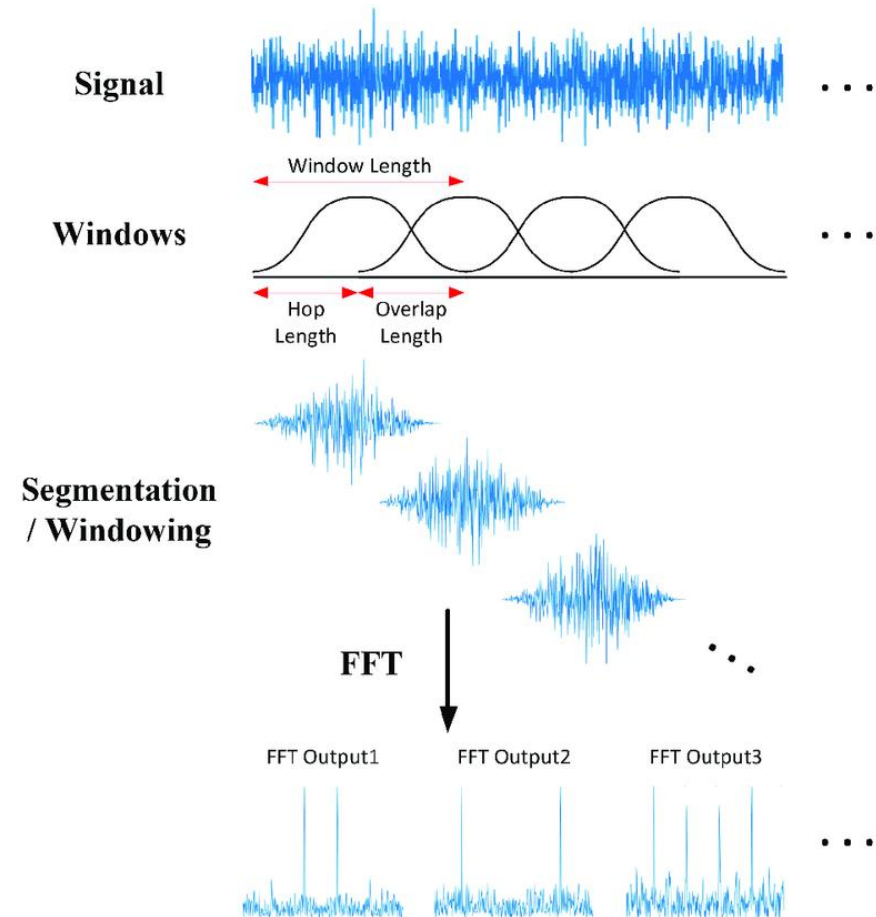 Signal
Window Length
Windows
Hop
Length
Overlap
Length
Segmentation
/ Windowing
FFT
FFT Output1
FFT Output2
FFT Output3